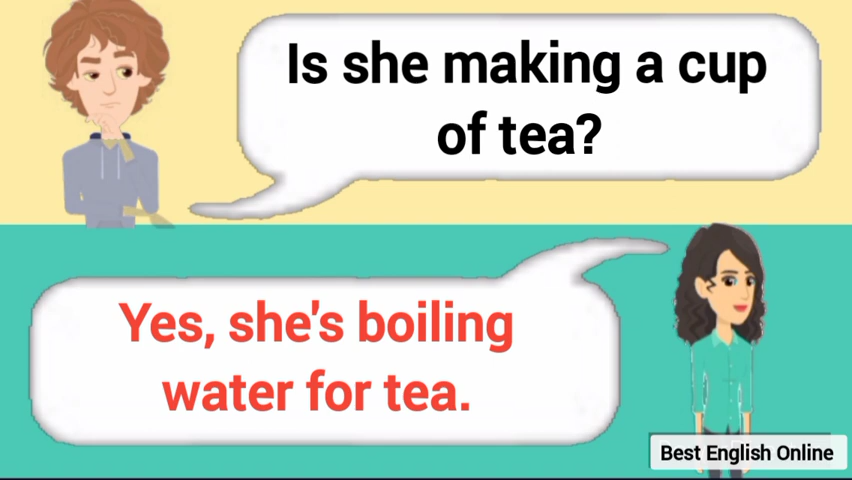 Is she making a cup
of tea?
Yes, she's boiling
water for tea.
Best English Online